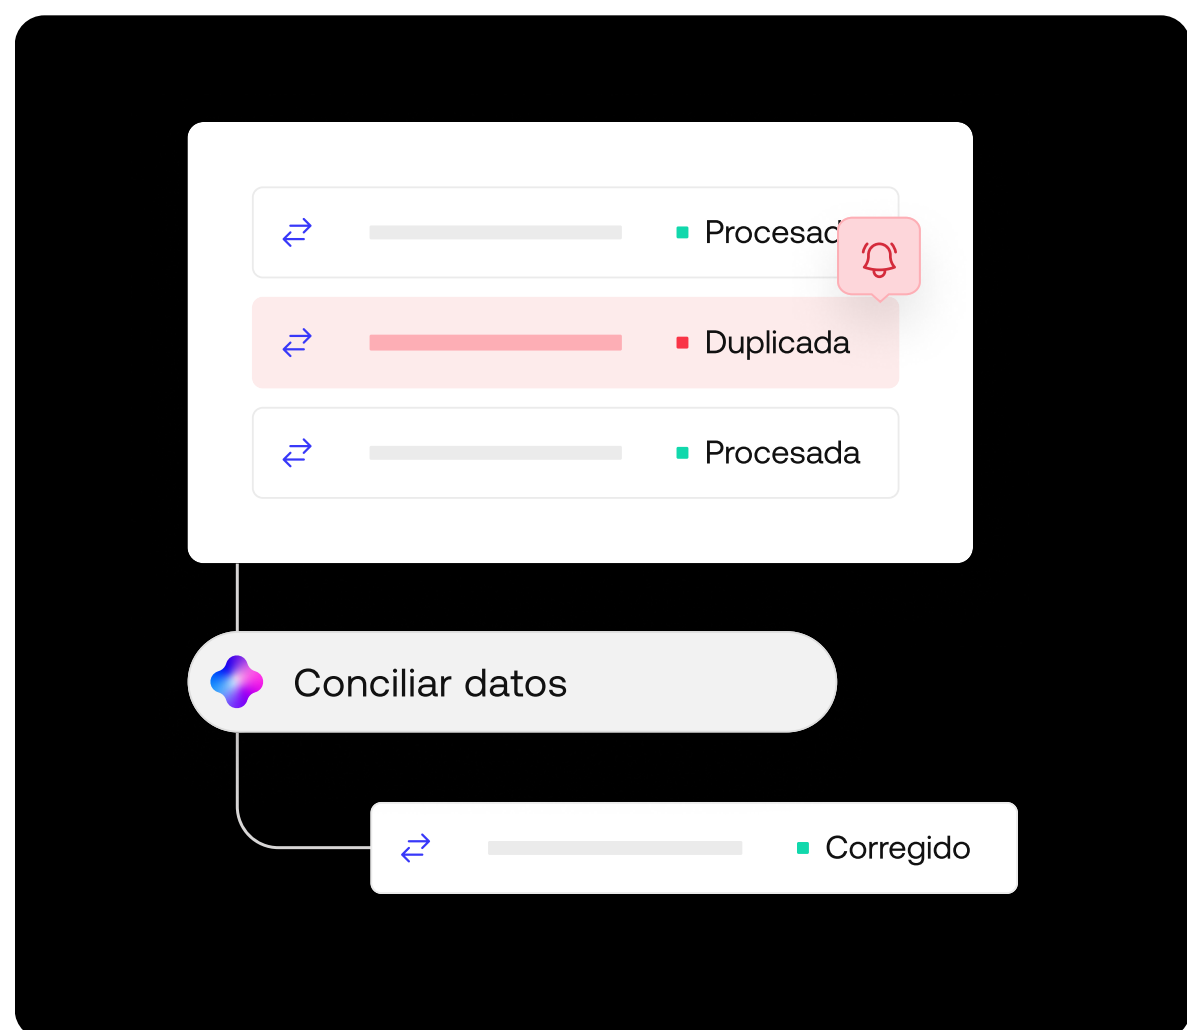 Procesad
Duplicada
Procesada
Conciliar datos
Corregido